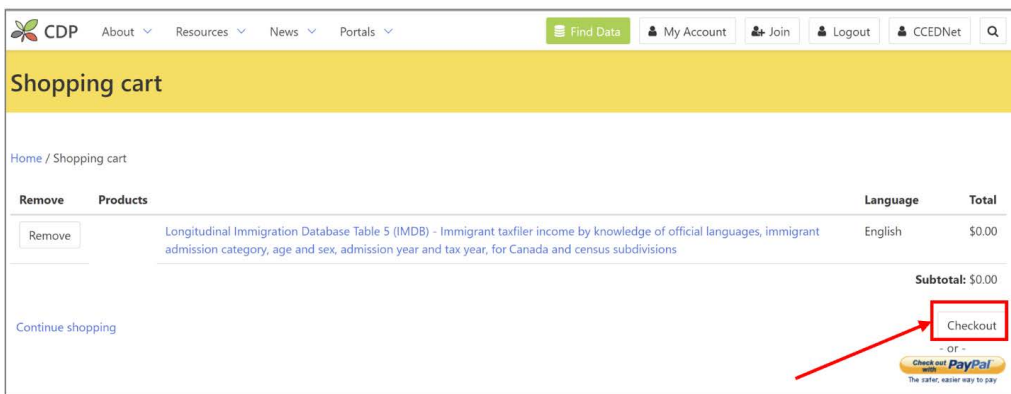 CDP About Resources News Portals Find Data My Account Join Logout CCEDNet
Shopping cart
Home / Shopping cart
Remove Products Language Total
Remove Longitudinal Immigration Database Table 5 (IMDB) - Immigrant taxfiler income by knowledge of official languages, immigrant English $0.00
admission category, age and sex, admission year and tax year, for Canada and census subdivisions
Subtotal: $0.00
Continue shopping Checkout
- or -
Check out with PayPal
The safer, easier way to pay